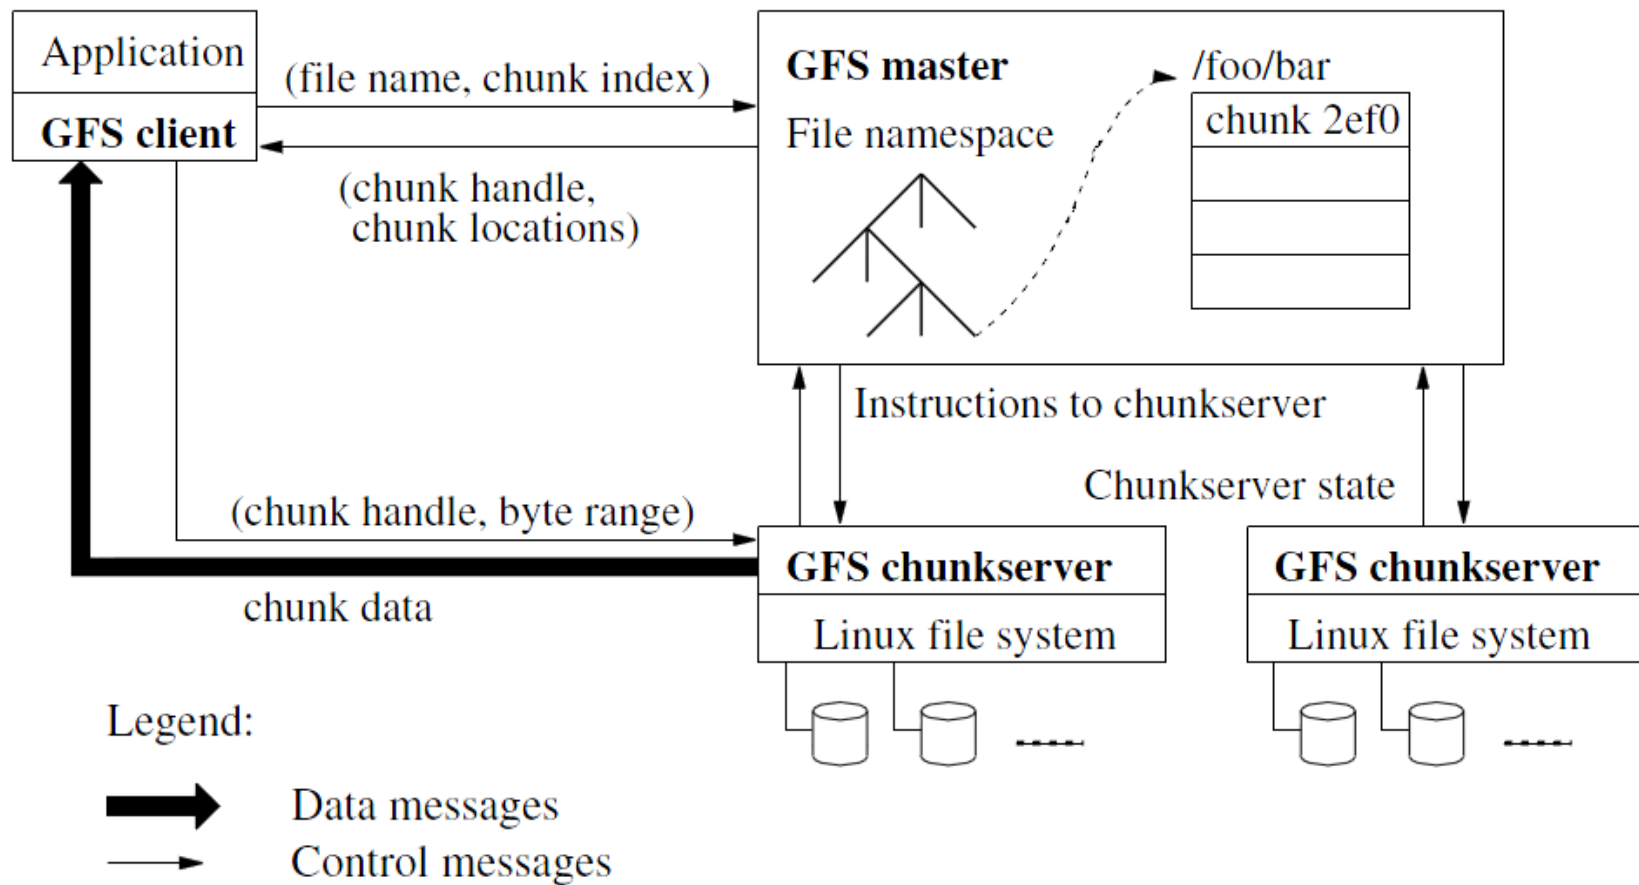 Application
GFS client
(file name, chunk index)
(chunk handle,
chunk locations)
GFS master
File namespace
/foo/bar
chunk 2ef0
Instructions to chunkserver
Chunkserver state
(chunk handle, byte range)
chunk data
GFS chunkserver
Linux file system
GFS chunkserver
Linux file system
Legend:
Data messages
Control messages